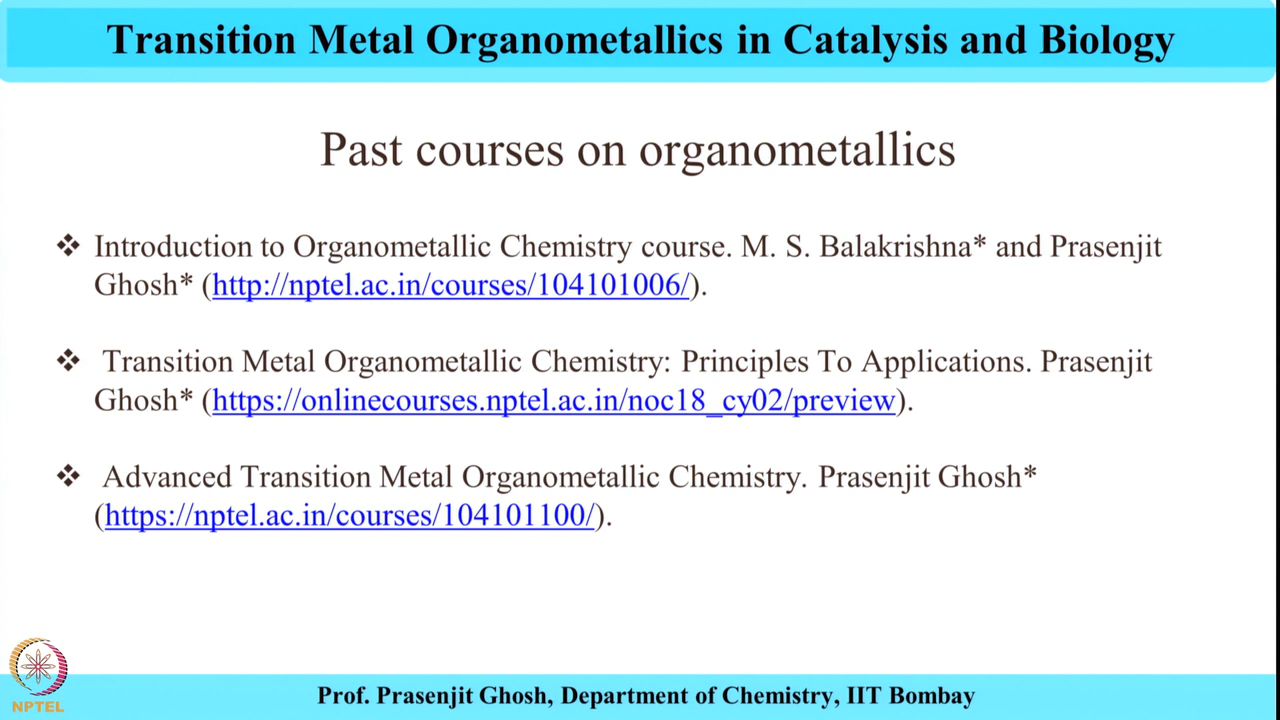 Transition Metal Organometallics in Catalysis and Biology
Past courses on organometallics
❖ Introduction to Organometallic Chemistry course. M. S. Balakrishna* and Prasenjit
Ghosh* (http://nptel.ac.in/courses/104101006/).
❖ Transition Metal Organometallic Chemistry: Principles To Applications. Prasenjit
Ghosh* (https://onlinecourses.nptel.ac.in/noc18_cy02/preview).
❖ Advanced Transition Metal Organometallic Chemistry. Prasenjit Ghosh*
(https://nptel.ac.in/courses/104101100/).
NPTEL
Prof. Prasenjit Ghosh, Department of Chemistry, IIT Bombay